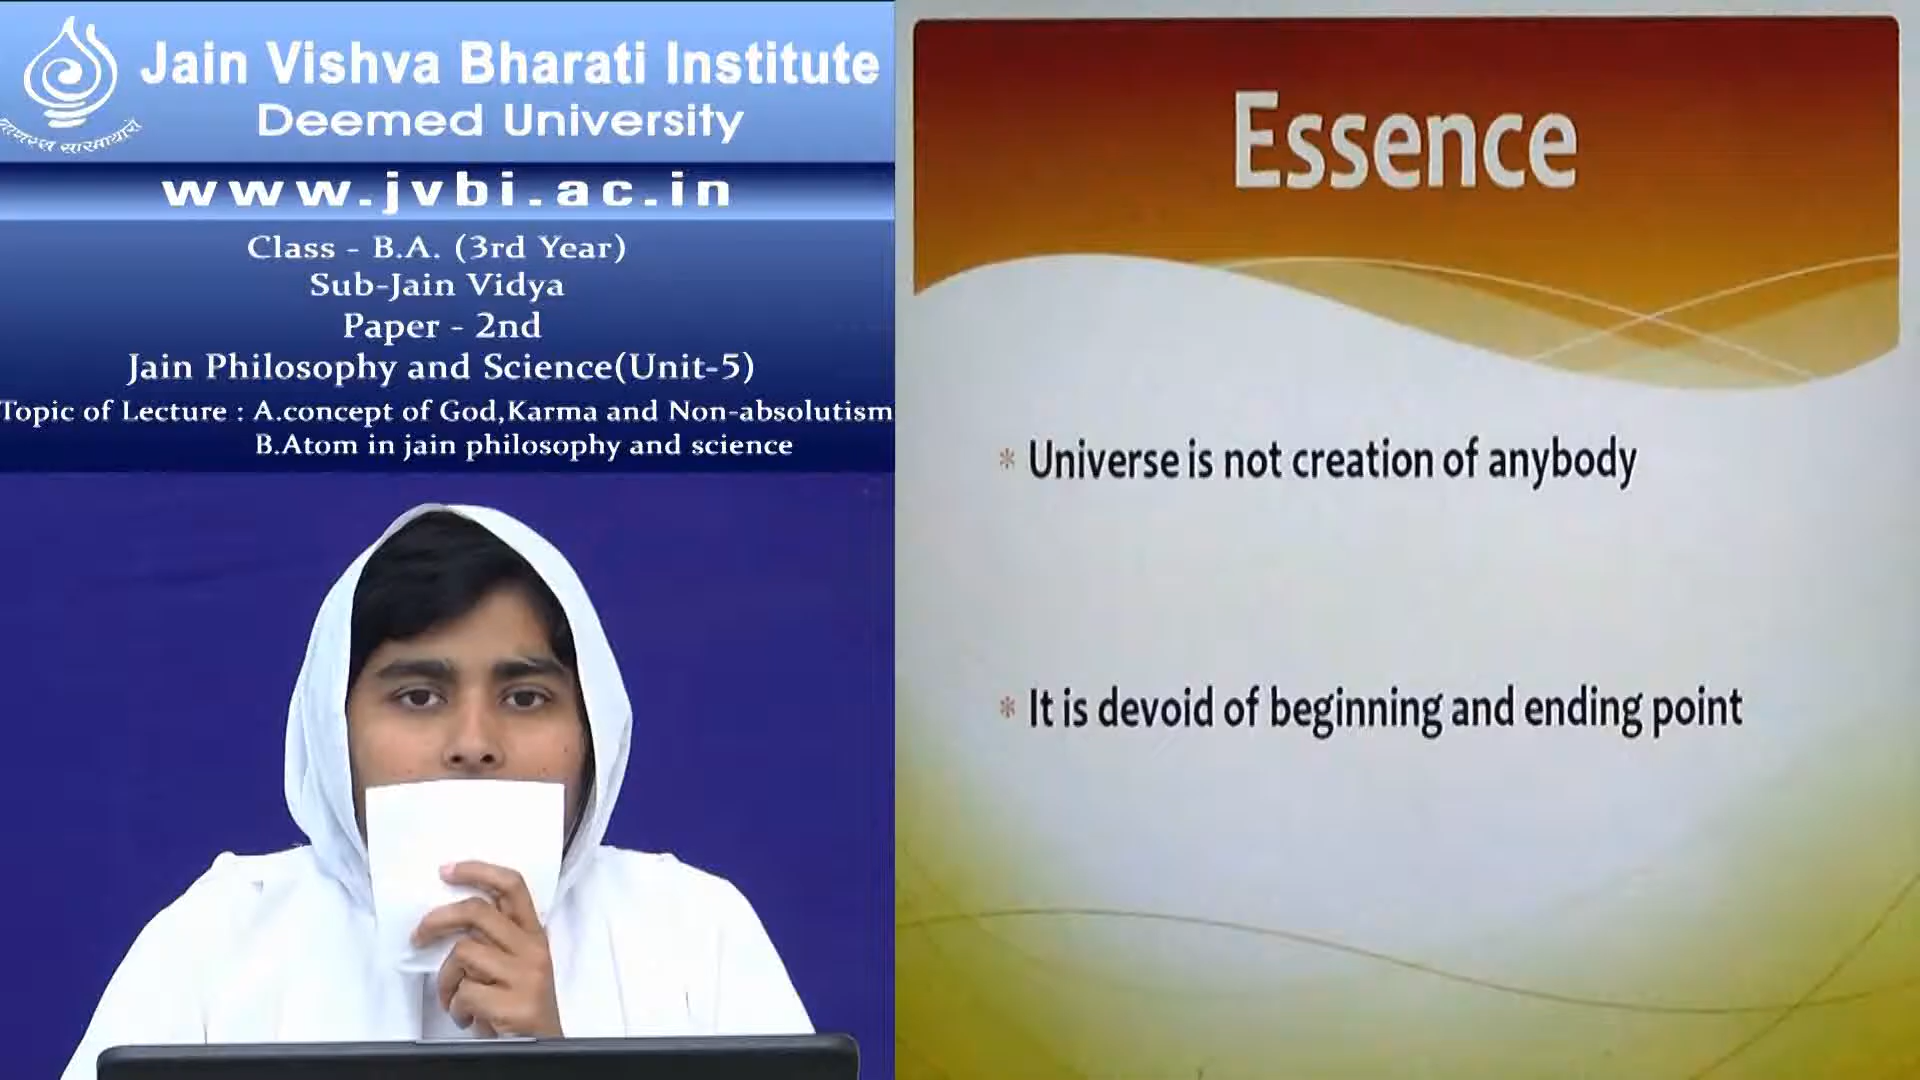 Jain Vishva Bharati Institute
Deemed University
www.jvbi.ac.in
Class - B.A. (3rd Year)
Sub-Jain Vidya
Paper - 2nd
Jain Philosophy and Science(Unit-5)
Topic of Lecture : A.concept of God,Karma and Non-absolutism
B.Atom in jain philosophy and science
Essence
* Universe is not creation of anybody
* It is devoid of beginning and ending point